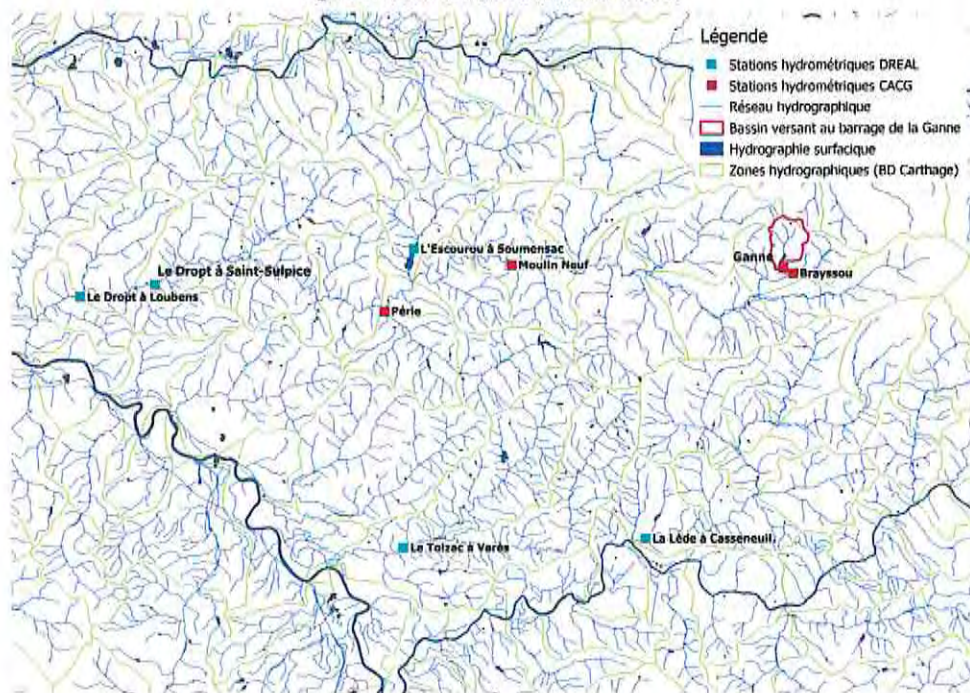 Légende
Stations hydrométriques DREAL
Stations hydrométriques CACG
Réseau hydrographique
Bassin versant au barrage de la Ganne
Hydrographie surfacique
Zones hydrographiques (BD Carthage)
L'Escourou à Soumensac
Ganne
Moulin Neuf
Brayssou
Le Dropt à Saint-Sulpice
Le Dropt à Loubens
Périe
La Lède à Casseneuil
Le Tolzac à Varès